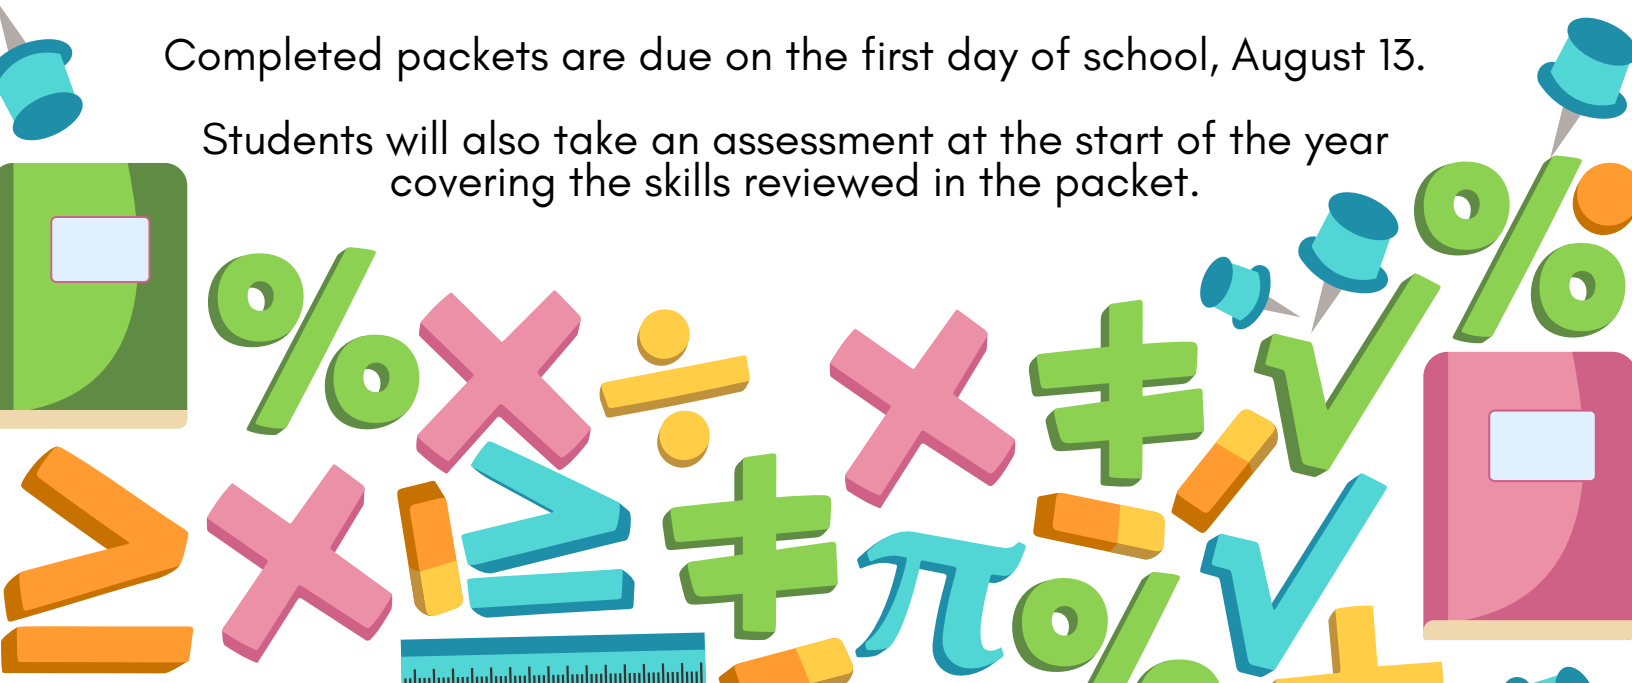 Completed packets are due on the first day of school, August 13.
Students will also take an assessment at the start of the year
covering the skills reviewed in the packet.